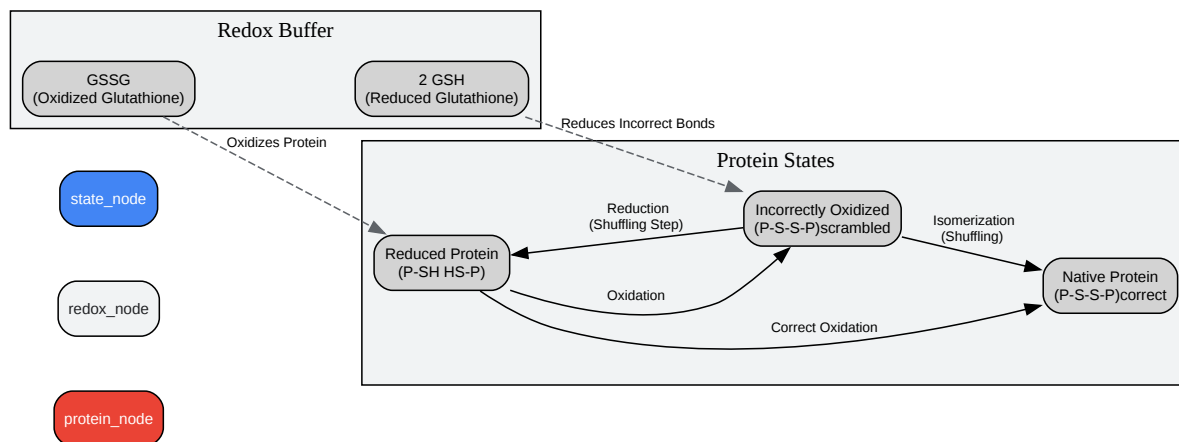 Redox Buffer
GSSG
(Oxidized Glutathione)
2 GSH
(Reduced Glutathione)
Oxidizes Protein
Reduces Incorrect Bonds
Protein States
state_node
Reduction
(Shuffling Step)
Incorrectly Oxidized
(P-S-S-P)scrambled
Isomerization
(Shuffling)
Reduced Protein
(P-SH HS-P)
Native Protein
(P-S-S-P)correct
redox_node
Oxidation
Correct Oxidation
protein_node